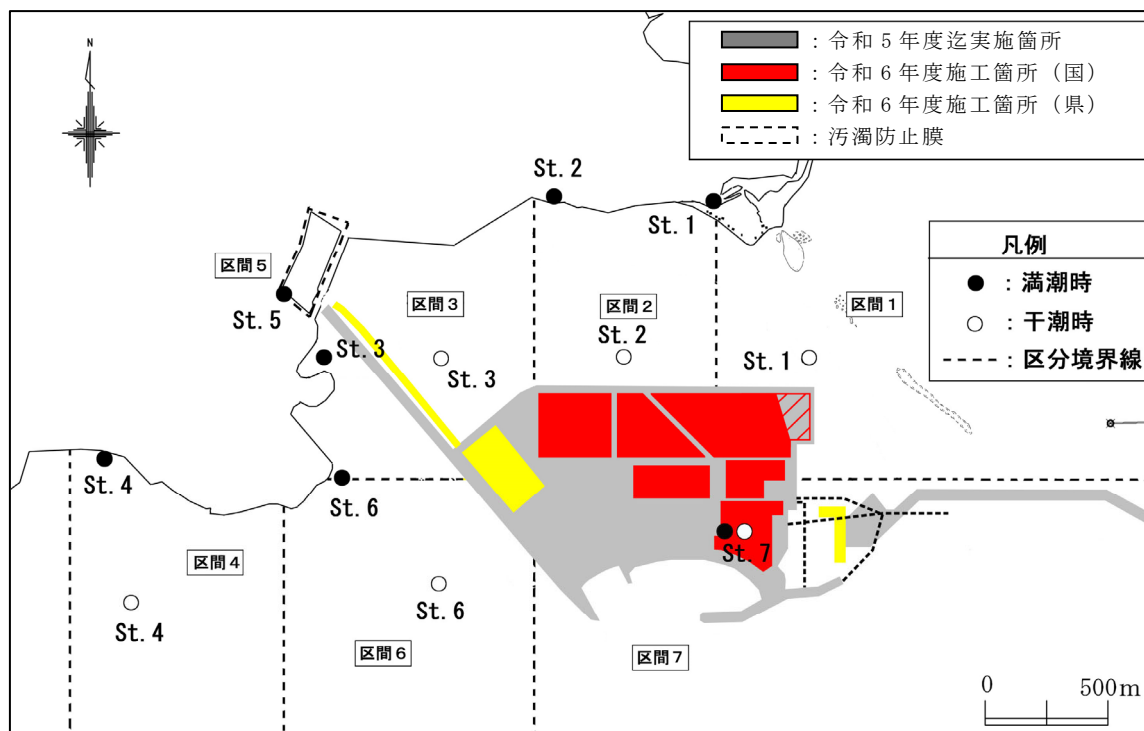 N
：令和５年度迄実施箇所
：令和６年度施工箇所（国）
：令和６年度施工箇所（県）
：汚濁防止膜
St. 2
St. 1
凡例
●：満潮時
○：干潮時
：区分境界線
区間５
区間３
区間２
区間１
St. 5
St. 3
St. 3
St. 2
St. 1
St. 4
St. 6
St. 7
区間４
St. 4
St. 6
区間６
区間７
0 500m